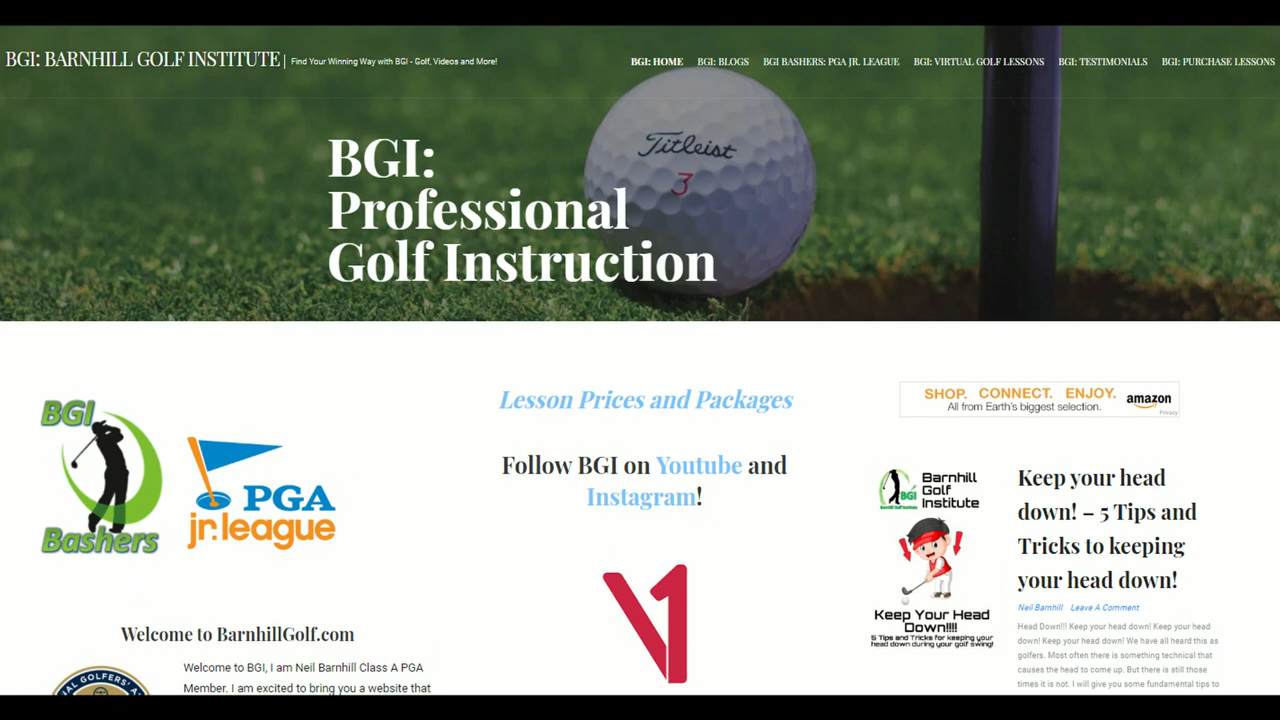 BGI: BARNHILL GOLF INSTITUTE | Find Your Winning Way with BGI - Golf, Videos and More!
BGI: HOME BGI: BLOGS BGI BASHERS: PGA JR. LEAGUE BGI: VIRTUAL GOLF LESSONS BGI: TESTIMONIALS BGI: PURCHASE LESSONS
Titleist
3
BGI:
Professional
Golf Instruction
BGI
Bashers
PGA
jr.league
Welcome to BarnhillGolf.com
Welcome to BGI, I am Neil Barnhill Class A PGA
Member. I am excited to bring you a website that
Lesson Prices and Packages
Follow BGI on Youtube and
Instagram!
V1
SHOP. CONNECT. ENJOY.
All from Earth's biggest selection.
amazon
Privacy
BGI
Barnhill Golf Institute
Barnhill
Golf
Institute
Keep Your Head
Down!!!!
5 Tips and Tricks for keeping your
head down during your golf swing!
Keep your head
down! – 5 Tips and
Tricks to keeping
your head down!
Neil Barnhill Leave A Comment
Head Down!!! Keep your head down! Keep your head
down! Keep your head down! We have all heard this as
golfers. Most often there is something technical that
causes the head to come up. But there is still those
times it is not. I will give you some fundamental tips to